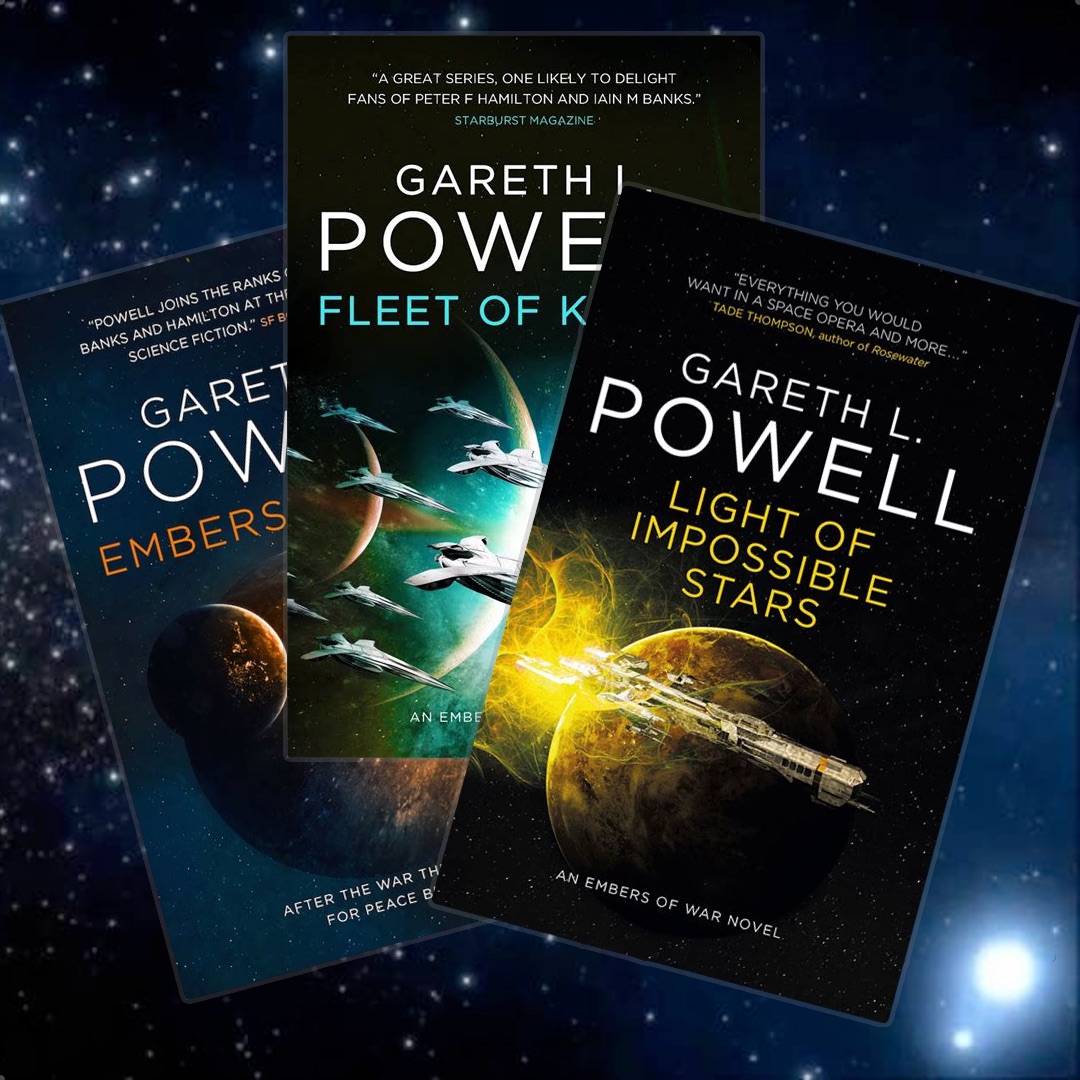 “A GREAT SERIES, ONE LIKELY TO DELIGHT
FANS OF PETER F HAMILTON AND IAIN M BANKS.”
STARBURST MAGAZINE
GARETH L.
POWE
FLEET OF K
AN EMBE
“POWELL JOINS THE RANKS
BANKS AND HAMILTON AT THE
SCIENCE FICTION.” SF B
GARET
POW
EMBERS
AFTER THE WAR TH
FOR PEACE B
“EVERYTHING YOU WOULD
WANT IN A SPACE OPERA AND MORE...”
TADE THOMPSON, author of Rosewater
GARETH L.
POWELL
LIGHT OF
IMPOSSIBLE
STARS
AN EMBERS OF WAR NOVEL